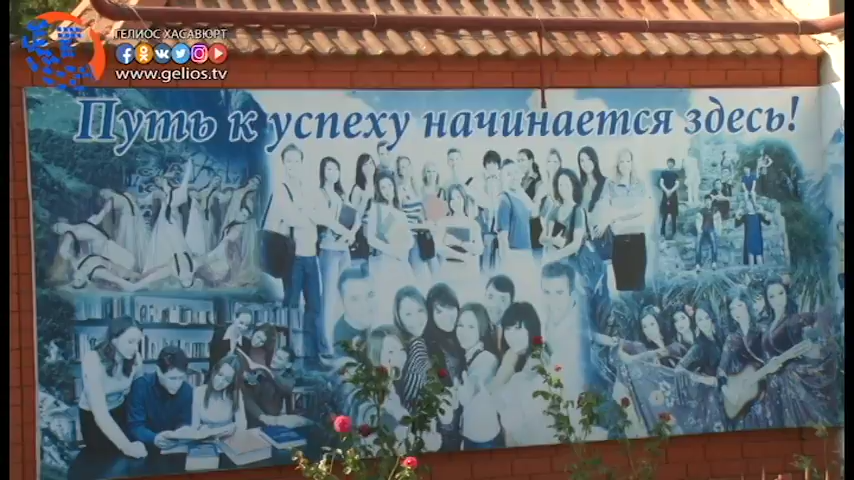 ГЕЛИОС ХАСАВЮРТ
www.gelios.tv
Путь к успеху начинается здесь!